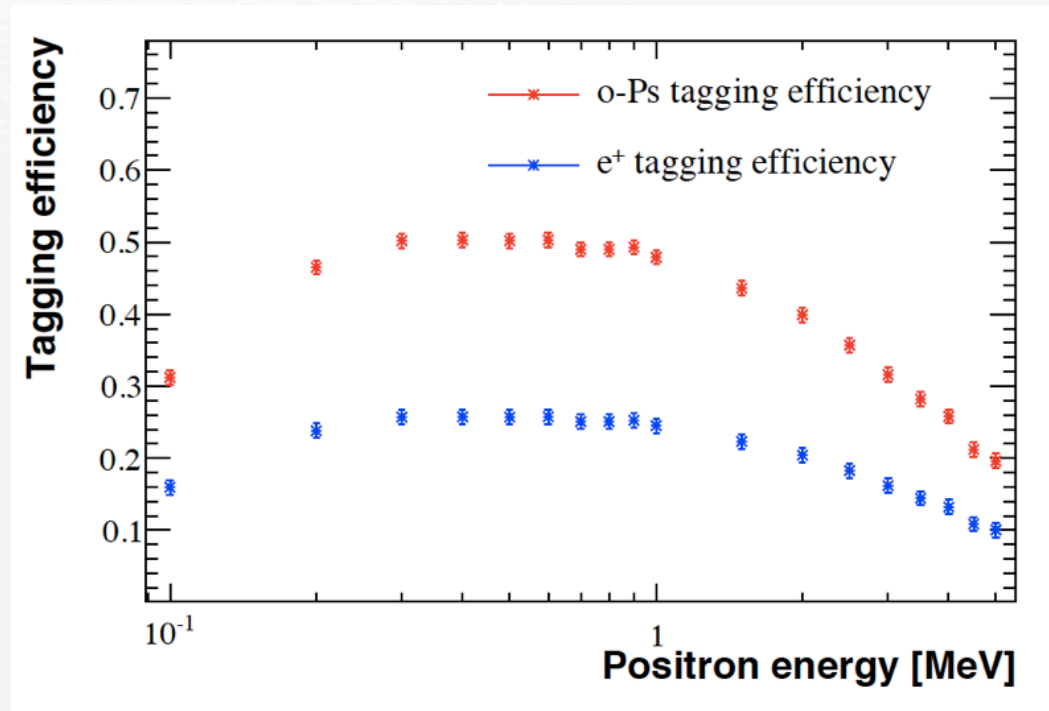 Tagging efficiency
0.7
0.6
0.5
0.4
0.3
0.2
0.1
o-Ps tagging efficiency
e⁺ tagging efficiency
10⁻¹
1
Positron energy [MeV]